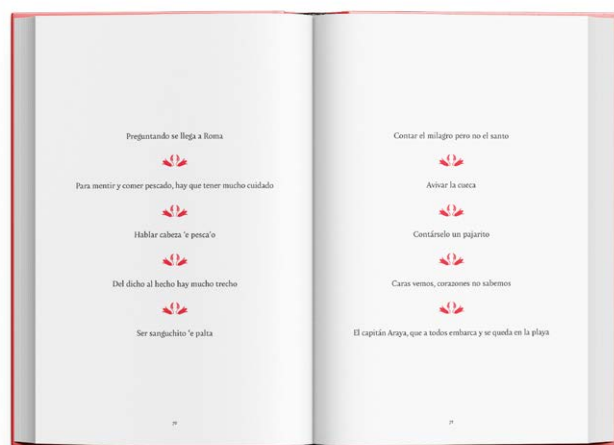 Preguntando se llega a Roma
Para mentir y comer pescado, hay que tener mucho cuidado
Hablar cabeza 'e pesca'o
Del dicho al hecho hay mucho trecho
Ser sanguchito 'e palta
Contar el milagro pero no el santo
Avivar la cueca
Contárselo un pajarito
Caras vemos, corazones no sabemos
El capitán Araya, que a todos embarca y se queda en la playa